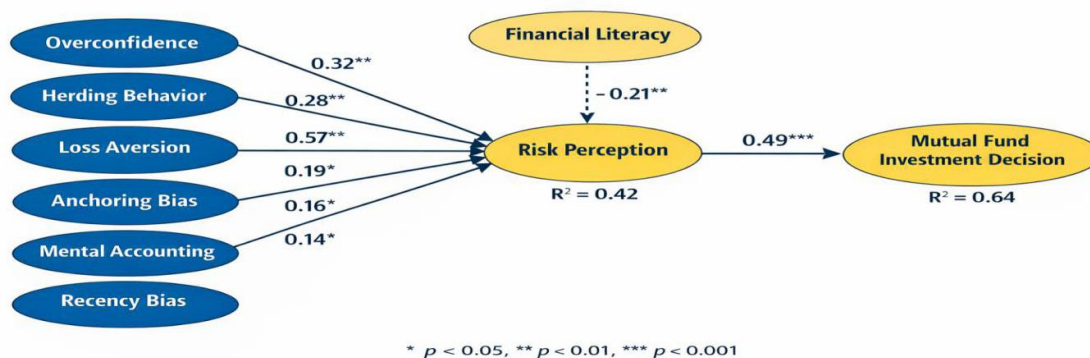 Overconfidence
Herding Behavior
Loss Aversion
Anchoring Bias
Mental Accounting
Recency Bias
0.32**
0.28**
0.57**
0.19*
0.16*
0.14*
Financial Literacy
– 0.21**
Risk Perception
R² = 0.42
0.49***
Mutual Fund
Investment Decision
R² = 0.64
* p < 0.05, ** p < 0.01, *** p < 0.001